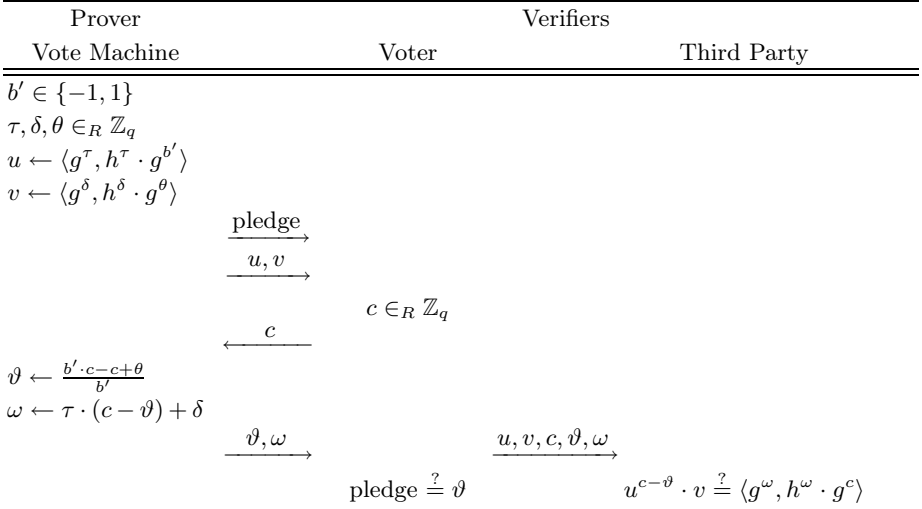 Prover Verifiers
Vote Machine Voter Third Party
b′ ∈ {−1, 1}
τ, δ, θ ∈_R ℤ_q
u ← ⟨g^τ, h^τ · g^{b′}⟩
v ← ⟨g^δ, h^δ · g^θ⟩
pledge
u, v
c ∈_R ℤ_q
c
ϑ ← (b′·c−c+θ)/b′
ω ← τ · (c − ϑ) + δ
ϑ, ω u, v, c, ϑ, ω
pledge ≟ ϑ u^{c−ϑ} · v ≟ ⟨g^ω, h^ω · g^c⟩